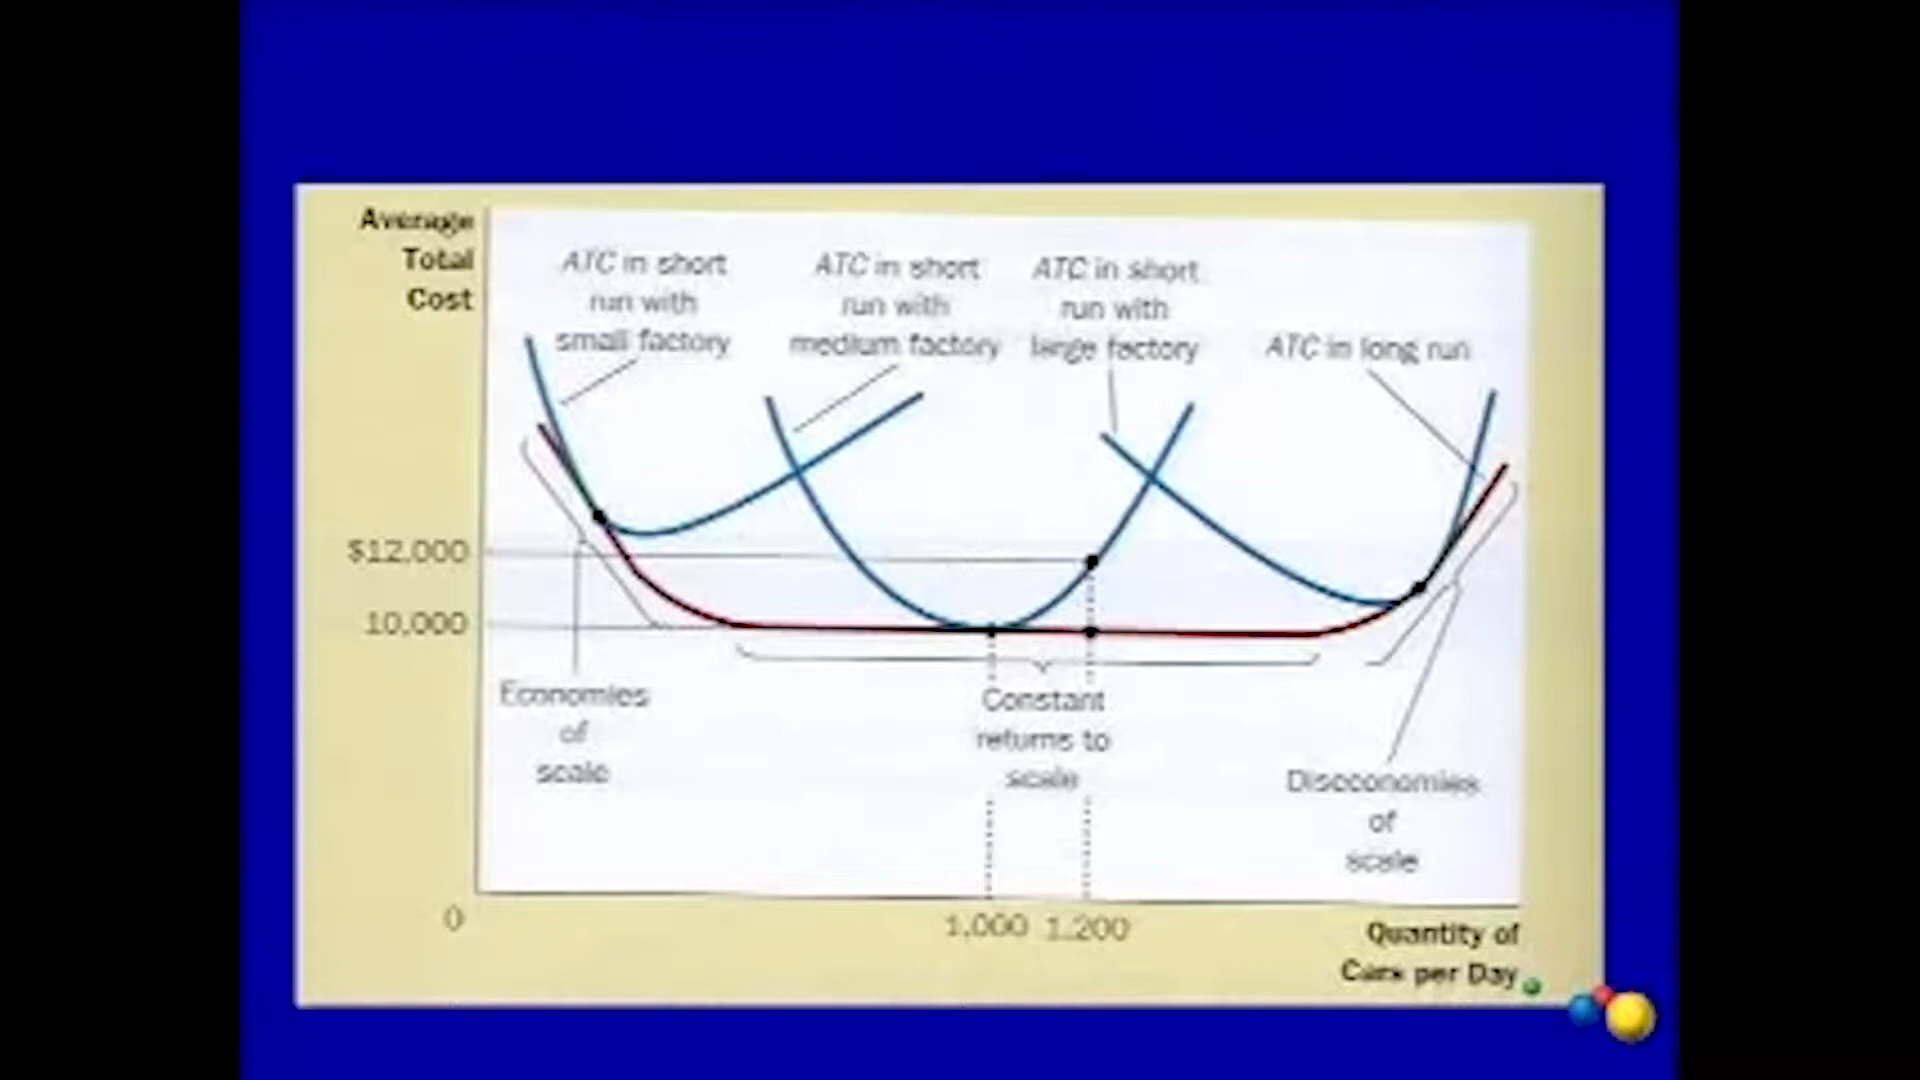 Average
Total
Cost
ATC in short
run with
small factory
ATC in short
run with
medium factory
ATC in short
run with
large factory
ATC in long run
$12,000
10,000
Economies
of
scale
Constant
returns to
scale
Diseconomies
of
scale
0
1,000
1,200
Quantity of
Cars per Day